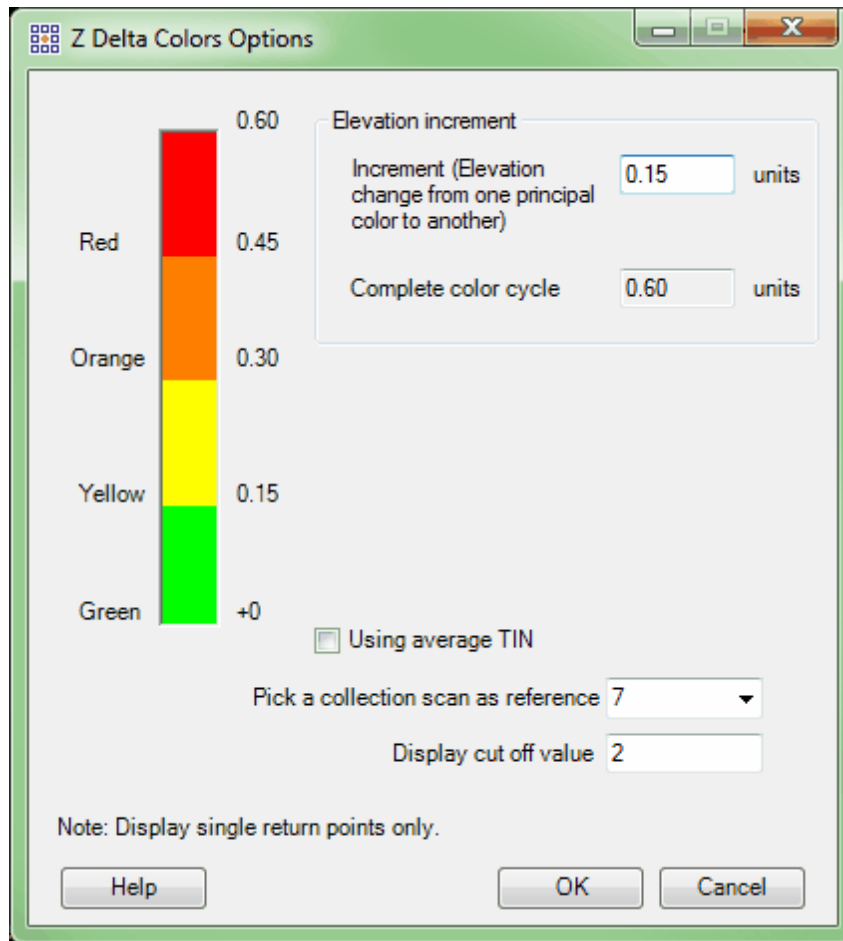 Z Delta Colors Options
0.60
Elevation increment
Increment (Elevation
change from one principal
color to another)
0.15 units
Red 0.45
Complete color cycle 0.60 units
Orange 0.30
Yellow 0.15
Green +0
Using average TIN
Pick a collection scan as reference 7
Display cut off value 2
Note: Display single return points only.
Help OK Cancel